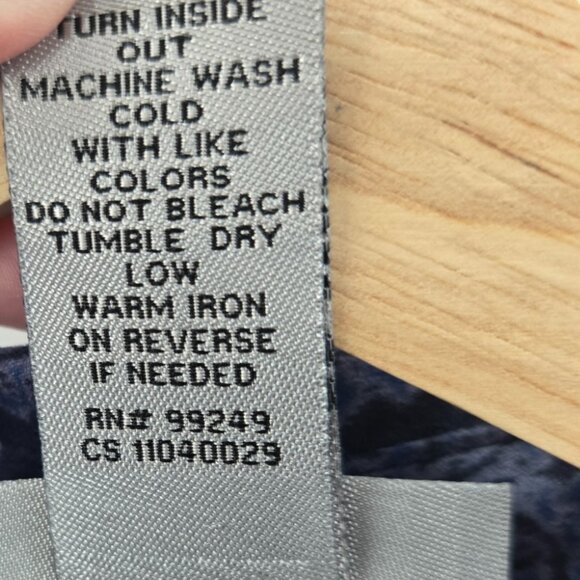 TURN INSIDE
OUT
MACHINE WASH
COLD
WITH LIKE
COLORS
DO NOT BLEACH
TUMBLE DRY
LOW
WARM IRON
ON REVERSE
IF NEEDED
RN# 99249
CS 11040029